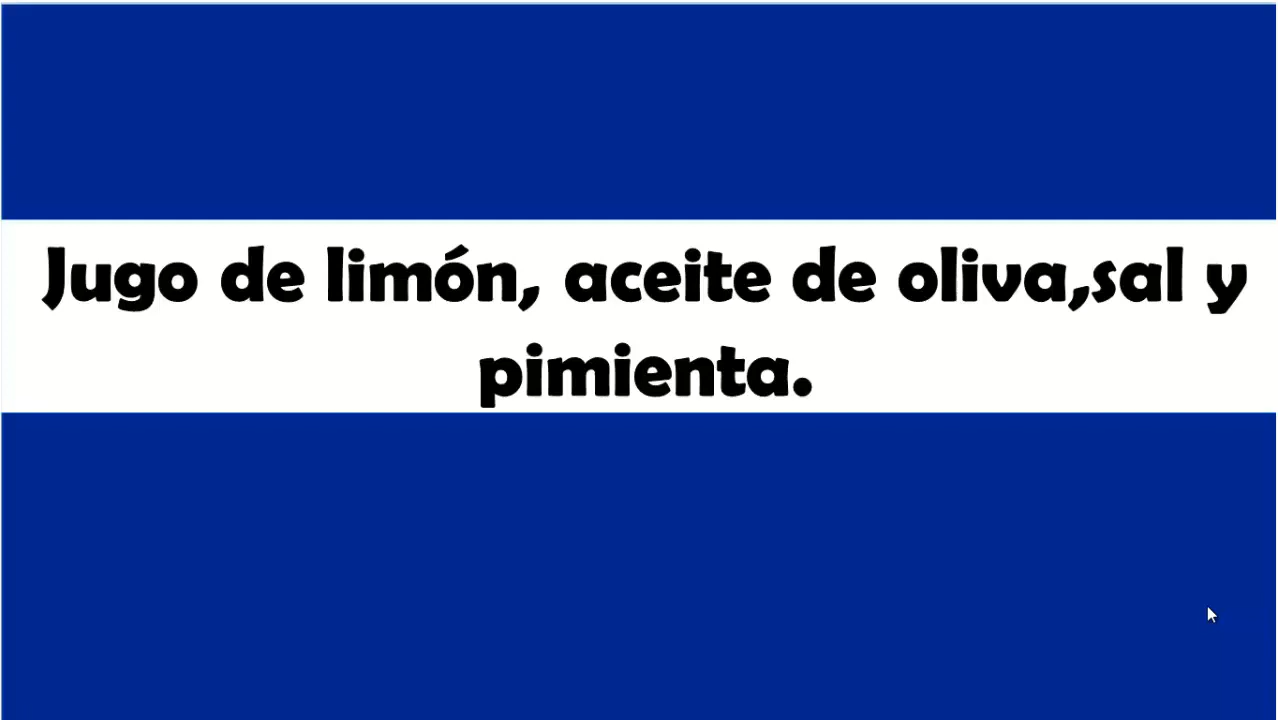 Jugo de limón, aceite de oliva,sal y
pimienta.